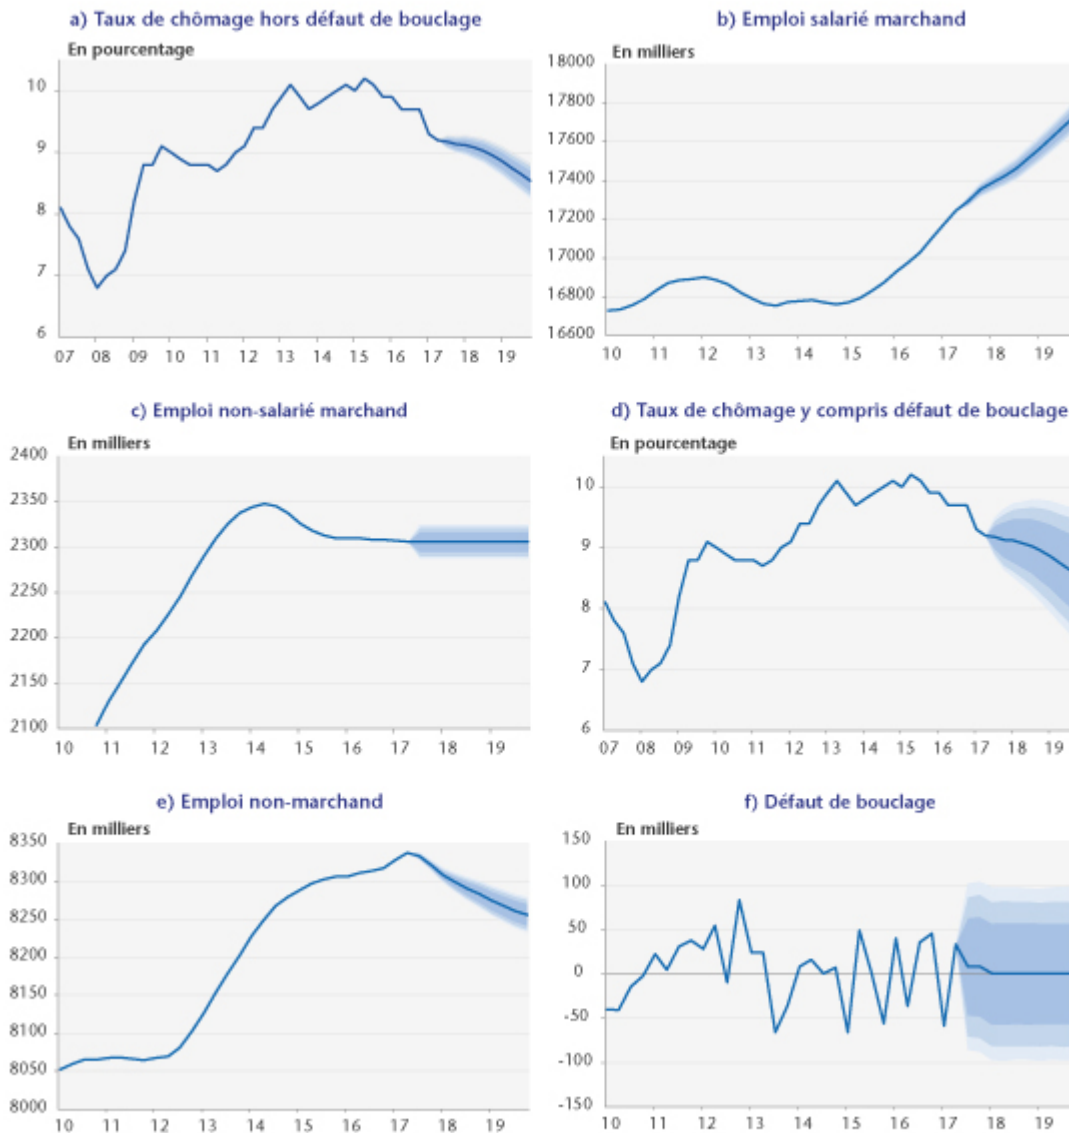 a) Taux de chômage hors défaut de bouclage
En pourcentage
10
9
8
7
6
07 08 09 10 11 12 13 14 15 16 17 18 19
b) Emploi salarié marchand
En milliers
18000
17800
17600
17400
17200
17000
16800
16600
10 11 12 13 14 15 16 17 18 19
c) Emploi non-salarié marchand
En milliers
2400
2350
2300
2250
2200
2150
2100
10 11 12 13 14 15 16 17 18 19
d) Taux de chômage y compris défaut de bouclage
En pourcentage
10
9
8
7
6
07 08 09 10 11 12 13 14 15 16 17 18 19
e) Emploi non-marchand
En milliers
8350
8300
8250
8200
8150
8100
8050
8000
10 11 12 13 14 15 16 17 18 19
f) Défaut de bouclage
En milliers
150
100
50
0
-50
-100
-150
10 11 12 13 14 15 16 17 18 19